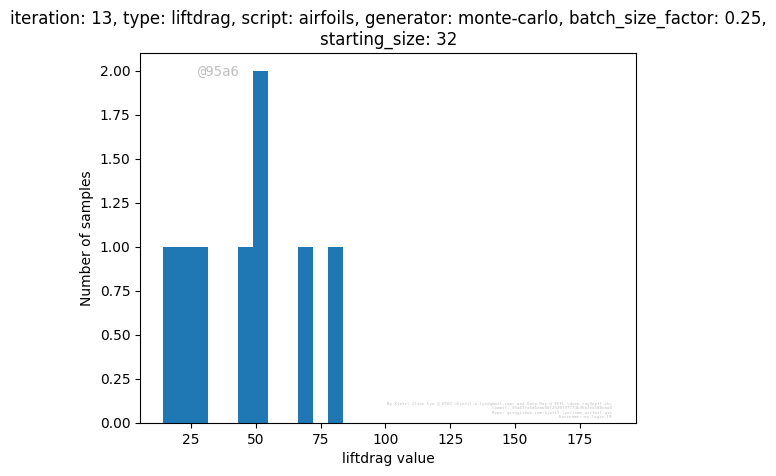 iteration: 13, type: liftdrag, script: airfoils, generator: monte-carlo, batch_size_factor: 0.25,
starting_size: 32
@95a6
2.00
1.75
1.50
1.25
1.00
0.75
0.50
0.25
0.00
Number of samples
25 50 75 100 125 150 175
liftdrag value